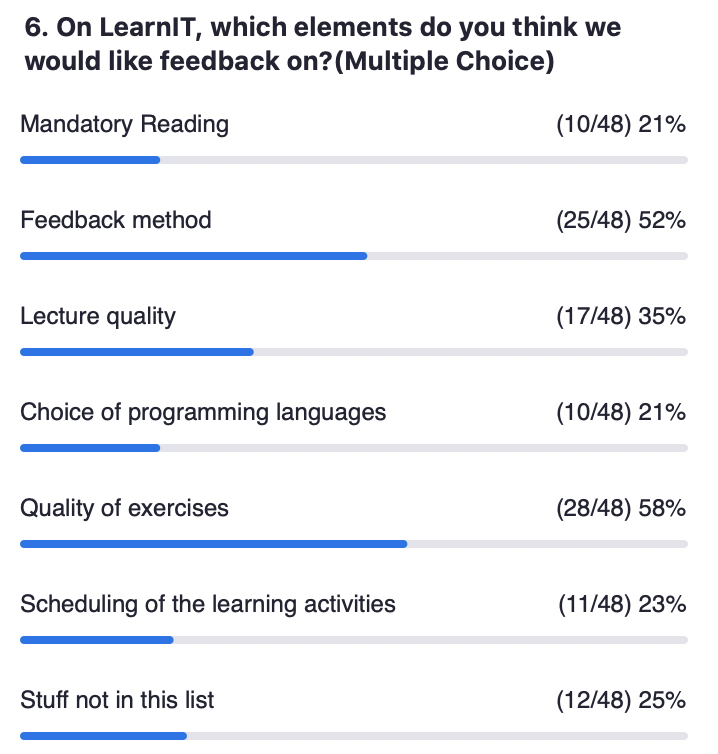 6. On LearnIT, which elements do you think we
would like feedback on?(Multiple Choice)
Mandatory Reading (10/48) 21%
Feedback method (25/48) 52%
Lecture quality (17/48) 35%
Choice of programming languages (10/48) 21%
Quality of exercises (28/48) 58%
Scheduling of the learning activities (11/48) 23%
Stuff not in this list (12/48) 25%